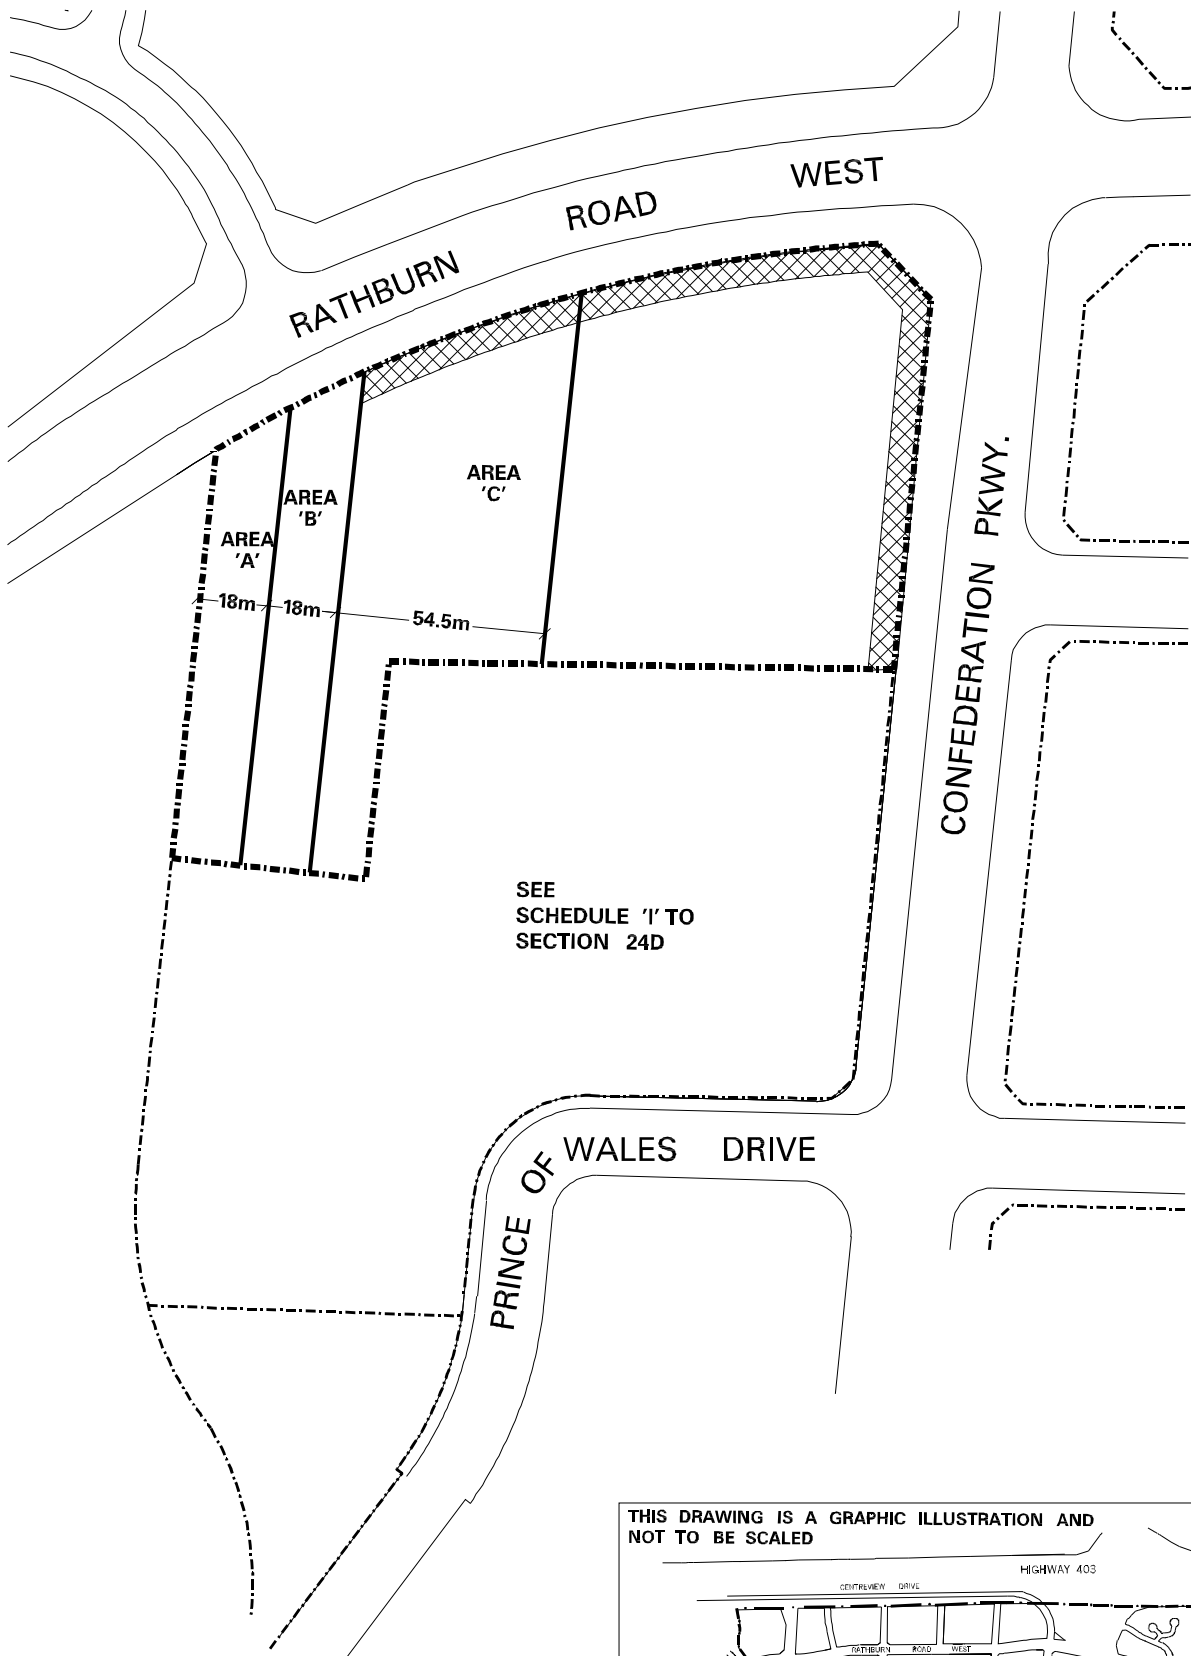 RATHBURN ROAD WEST
CONFEDERATION PKWY.
AREA
'C'
AREA
'B'
AREA
'A'
18m
18m
54.5m
SEE
SCHEDULE 'I' TO
SECTION 24D
PRINCE OF WALES DRIVE
THIS DRAWING IS A GRAPHIC ILLUSTRATION AND
NOT TO BE SCALED
HIGHWAY 403
CENTREVIEW DRIVE
RATHBURN ROAD WEST